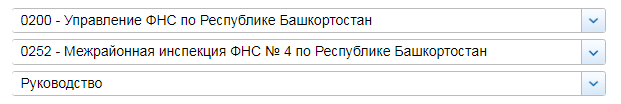 0200 - Управление ФНС по Республике Башкортостан
0252 - Межрайонная инспекция ФНС № 4 по Республике Башкортостан
Руководство